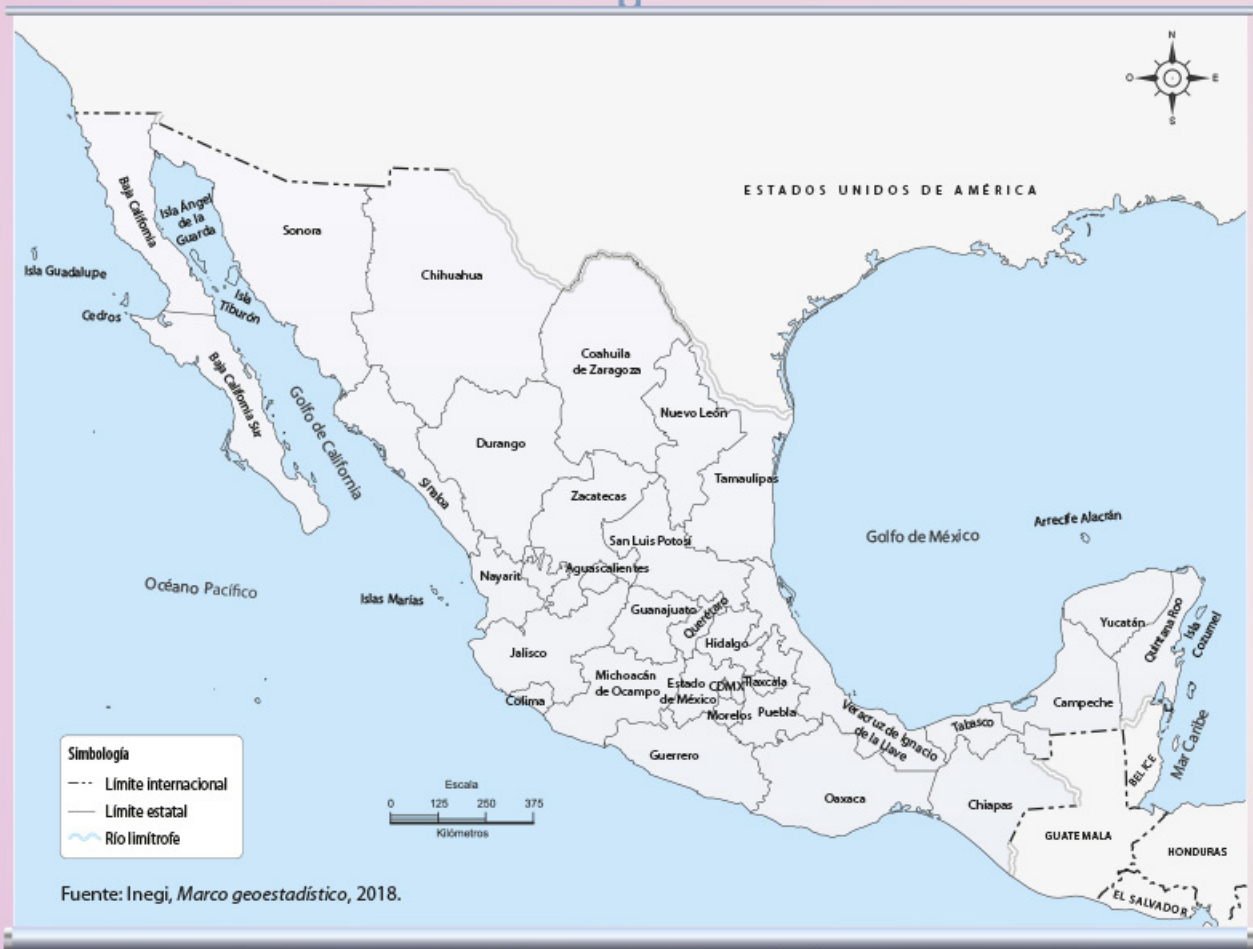 N
O
E
S
ESTADOS UNIDOS DE AMÉRICA
Baja California
Isla Ángel
de la
Guarda
Sonora
Chihuahua
Isla Guadalupe
Isla
Tiburón
Cedros
Coahuila
de Zaragoza
Baja California Sur
Golfo de California
Nuevo León
Durango
Tamaulipas
Sinaloa
Zacatecas
Golfo de México
Arrecife Alacrán
San Luis Potosí
Océano Pacífico
Islas Marías
Nayarit
Aguascalientes
Guanajuato
Querétaro
Hidalgo
Yucatán
Quintana Roo
Isla
Cozumel
Jalisco
Michoacán
de Ocampo
Estado
de México
CDMX
Tlaxcala
Colima
Morelos
Puebla
Veracruz de Ignacio
de la Llave
Tabasco
Campeche
Mar Caribe
Guerrero
Oaxaca
Chiapas
BELICE
GUATEMALA
HONDURAS
EL SALVADOR
Simbología
Límite internacional
Límite estatal
Río limítrofe
Escala
0 125 250 375
Kilómetros
Fuente: Inegi, Marco geoestadístico, 2018.